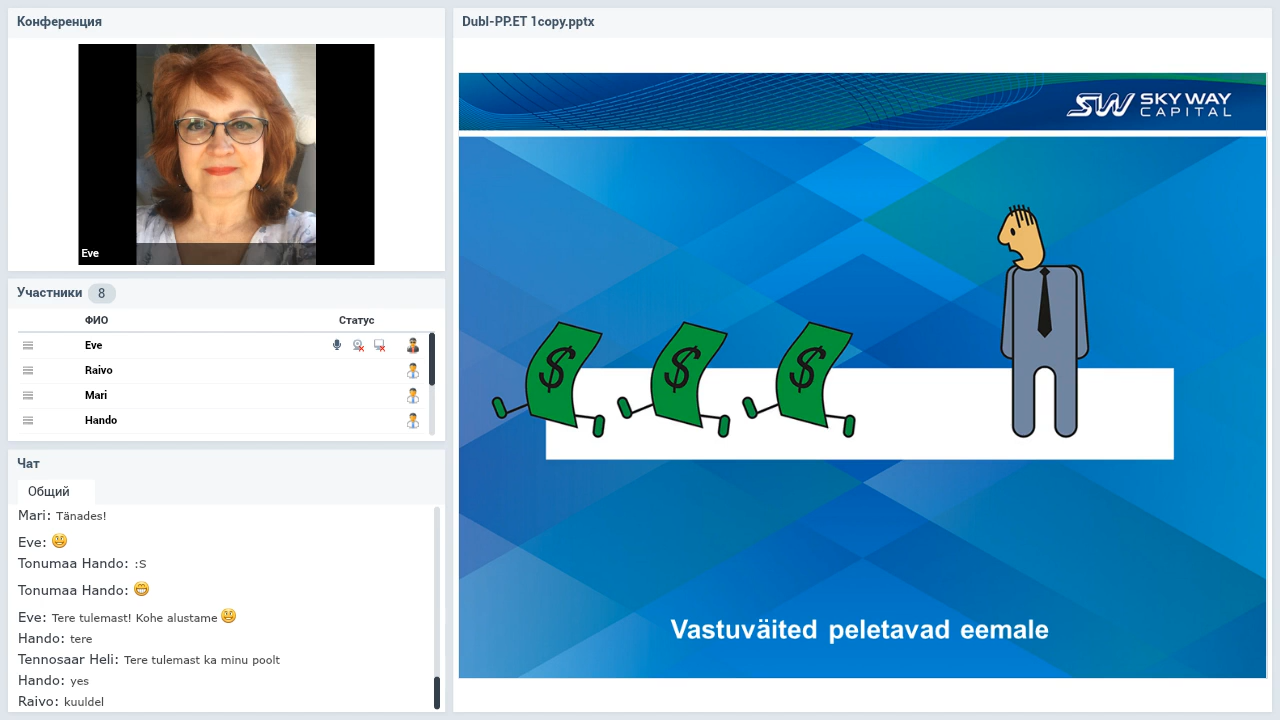 Конференция
Eve
Участники 8
ФИО Статус
Eve
Raivo
Mari
Hando
Чат
Общий
Mari: Tänades!
Eve:
Tonumaa Hando: :S
Tonumaa Hando:
Eve: Tere tulemast! Kohe alustame
Hando: tere
Tennosaar Heli: Tere tulemast ka minu poolt
Hando: yes
Raivo: kuuldel
Dubl-PP.ET 1copy.pptx
SW SKY WAY
CAPITAL
$ $ $
Vastuväited peletavad eemale